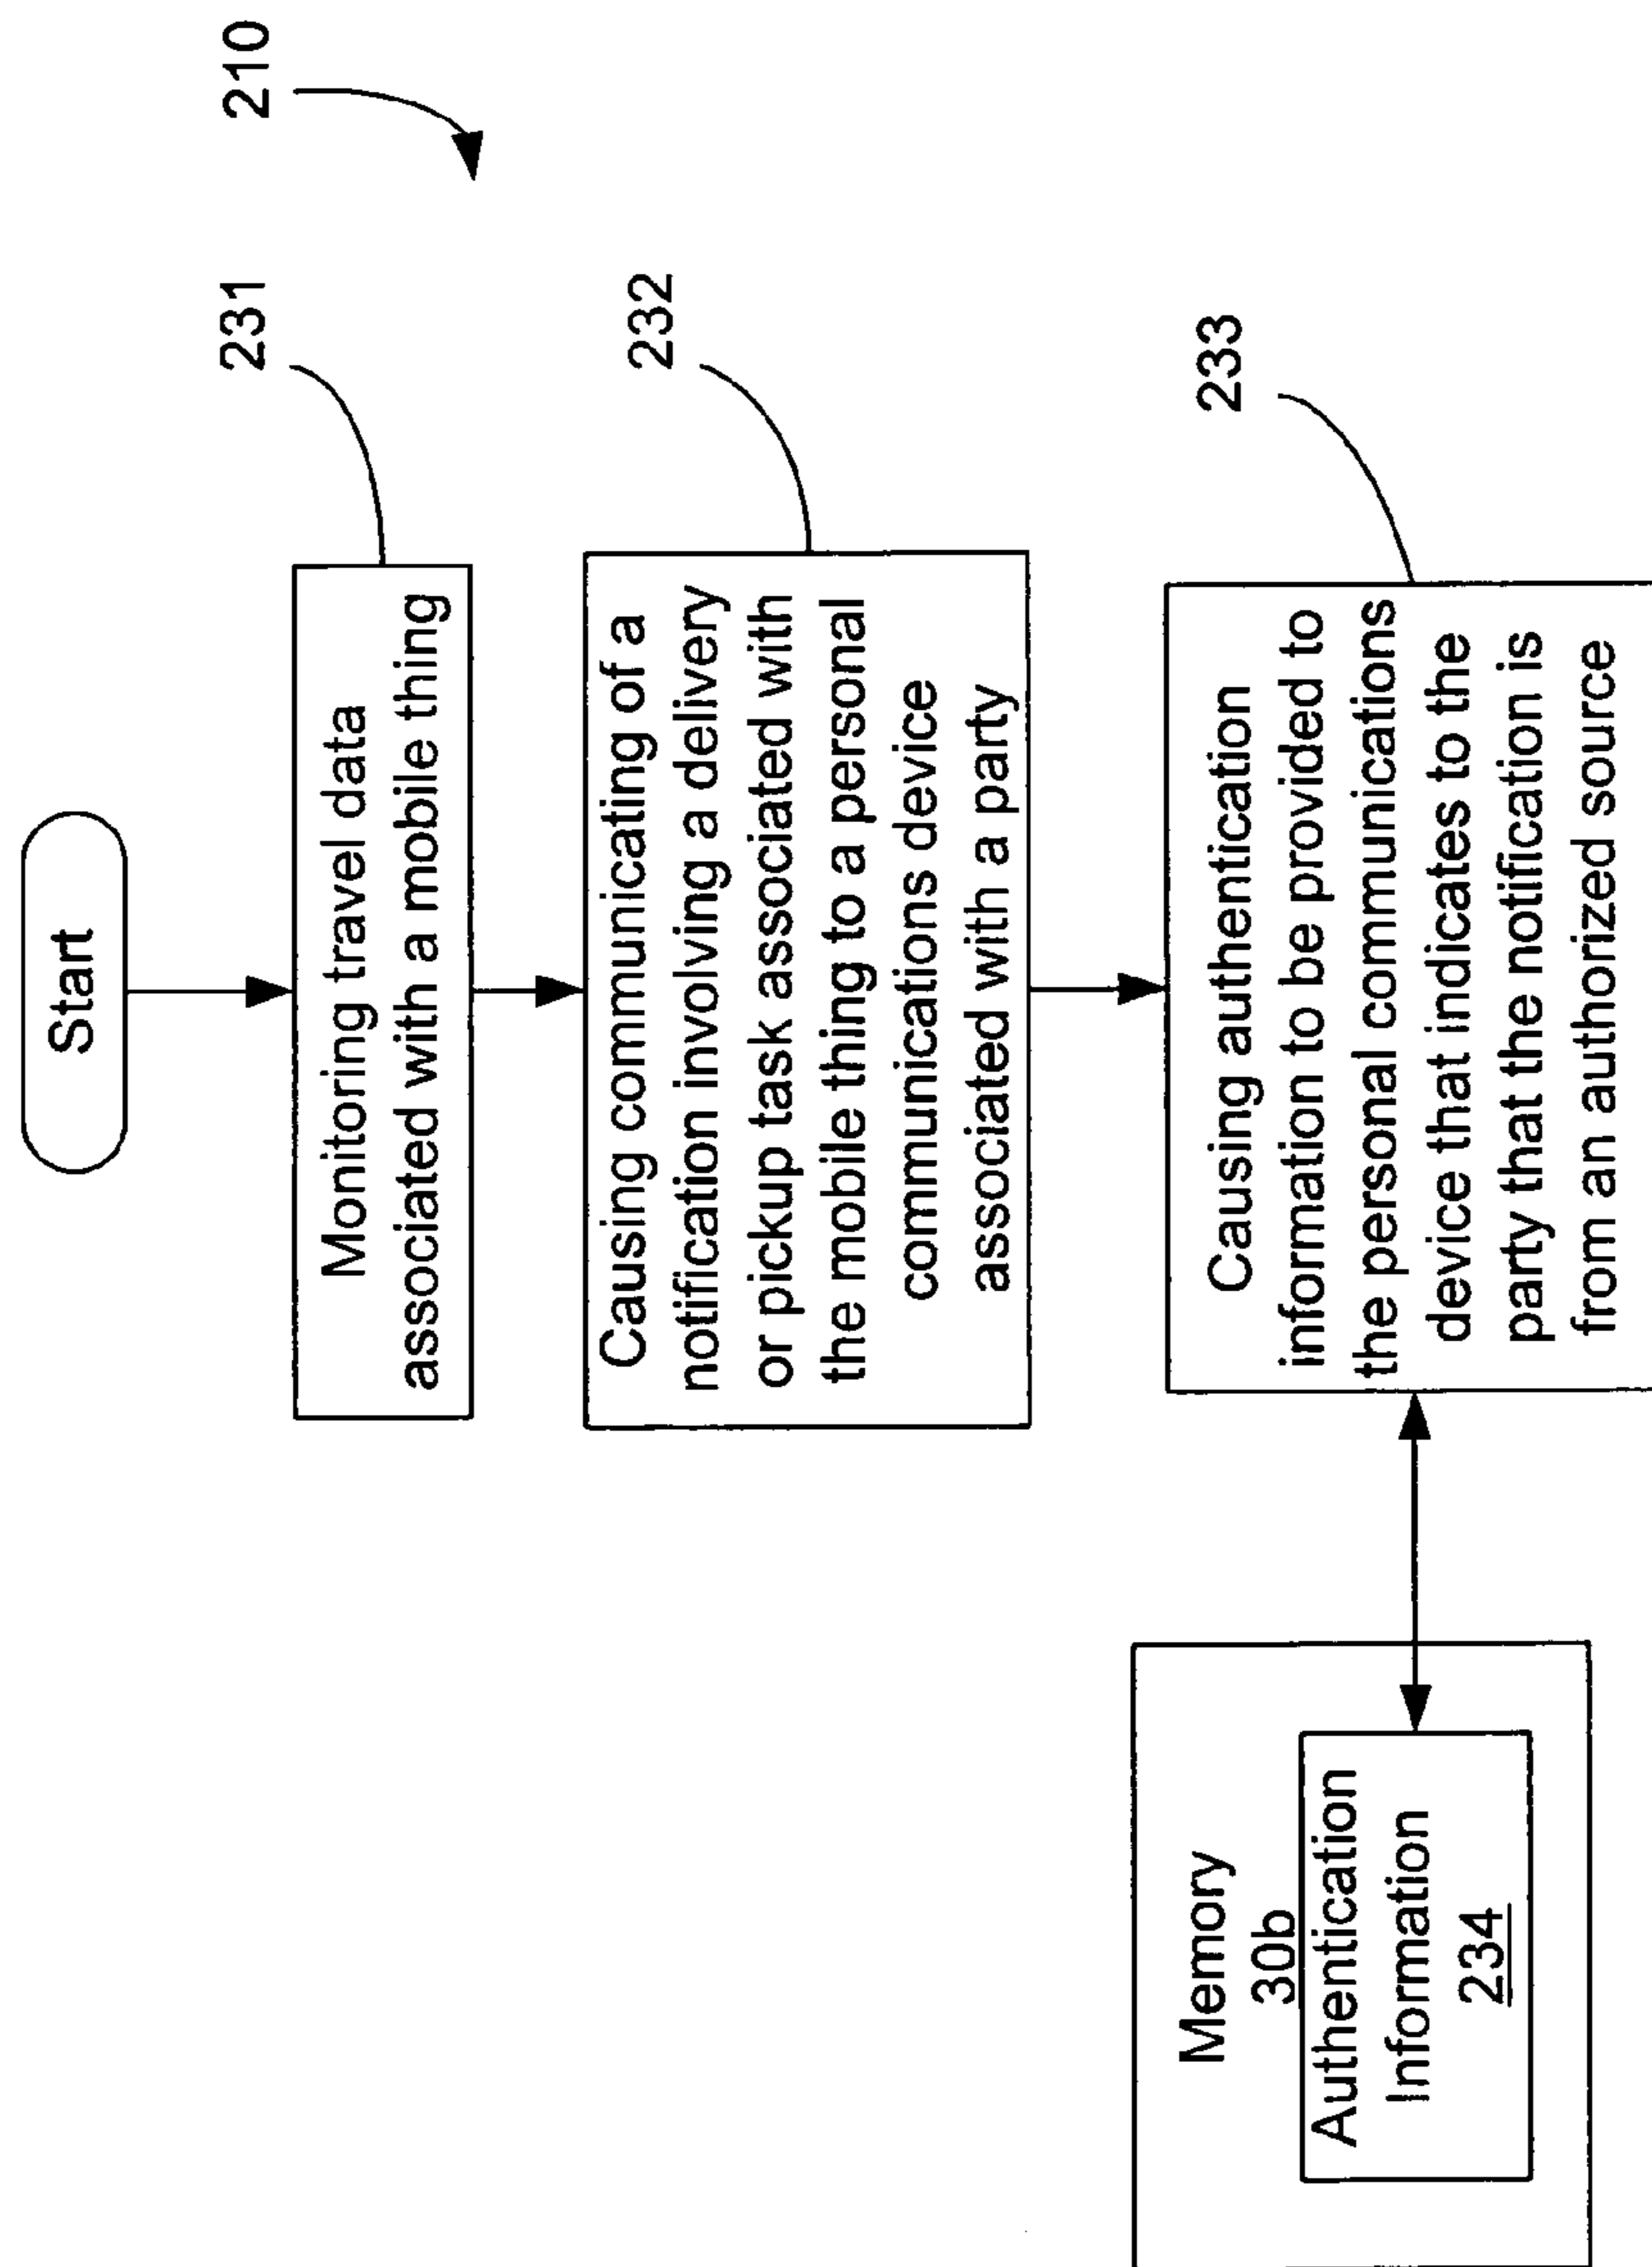 Start
210
231
Monitoring travel data
associated with a mobile thing
232
Causing communicating of a
notification involving a delivery
or pickup task associated with
the mobile thing to a personal
communications device
associated with a party
233
Causing authentication
information to be provided to
the personal communications
device that indicates to the
party that the notification is
from an authorized source
Memory
30b
Authentication
Information
234